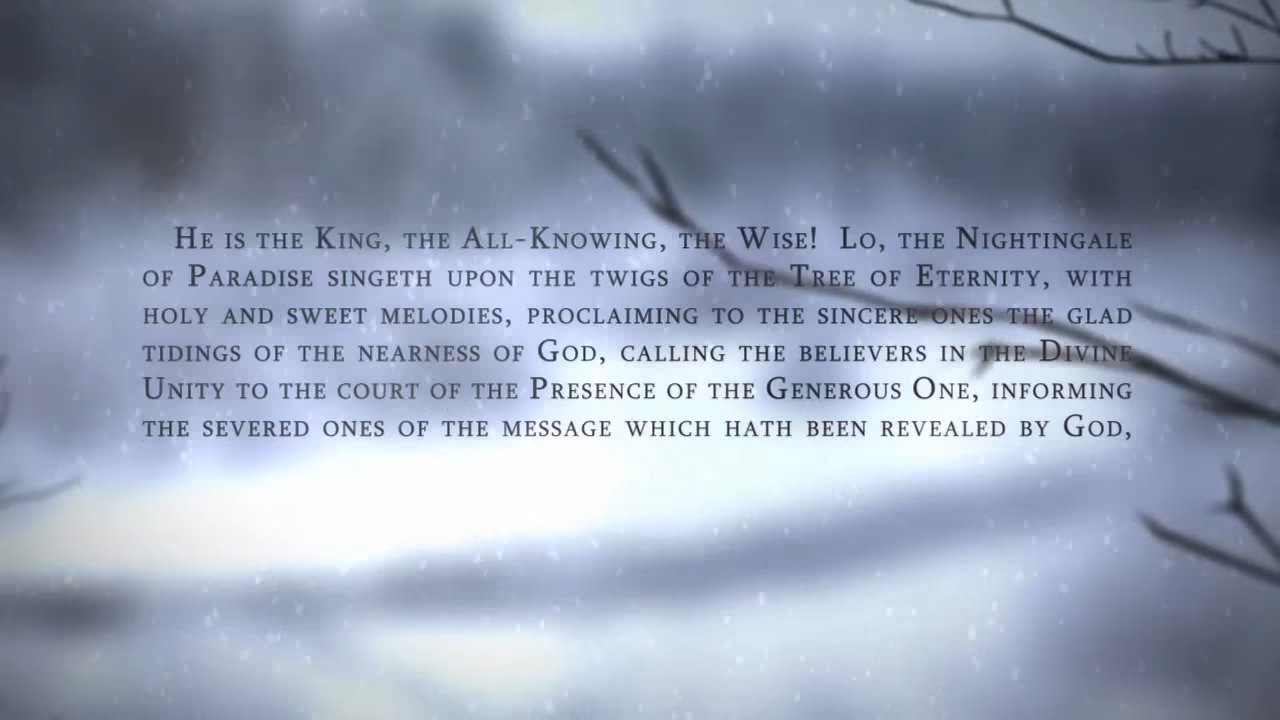 He is the King, the All-Knowing, the Wise! Lo, the Nightingale
of Paradise singeth upon the twigs of the Tree of Eternity, with
holy and sweet melodies, proclaiming to the sincere ones the glad
tidings of the nearness of God, calling the believers in the Divine
Unity to the court of the Presence of the Generous One, informing
the severed ones of the message which hath been revealed by God,